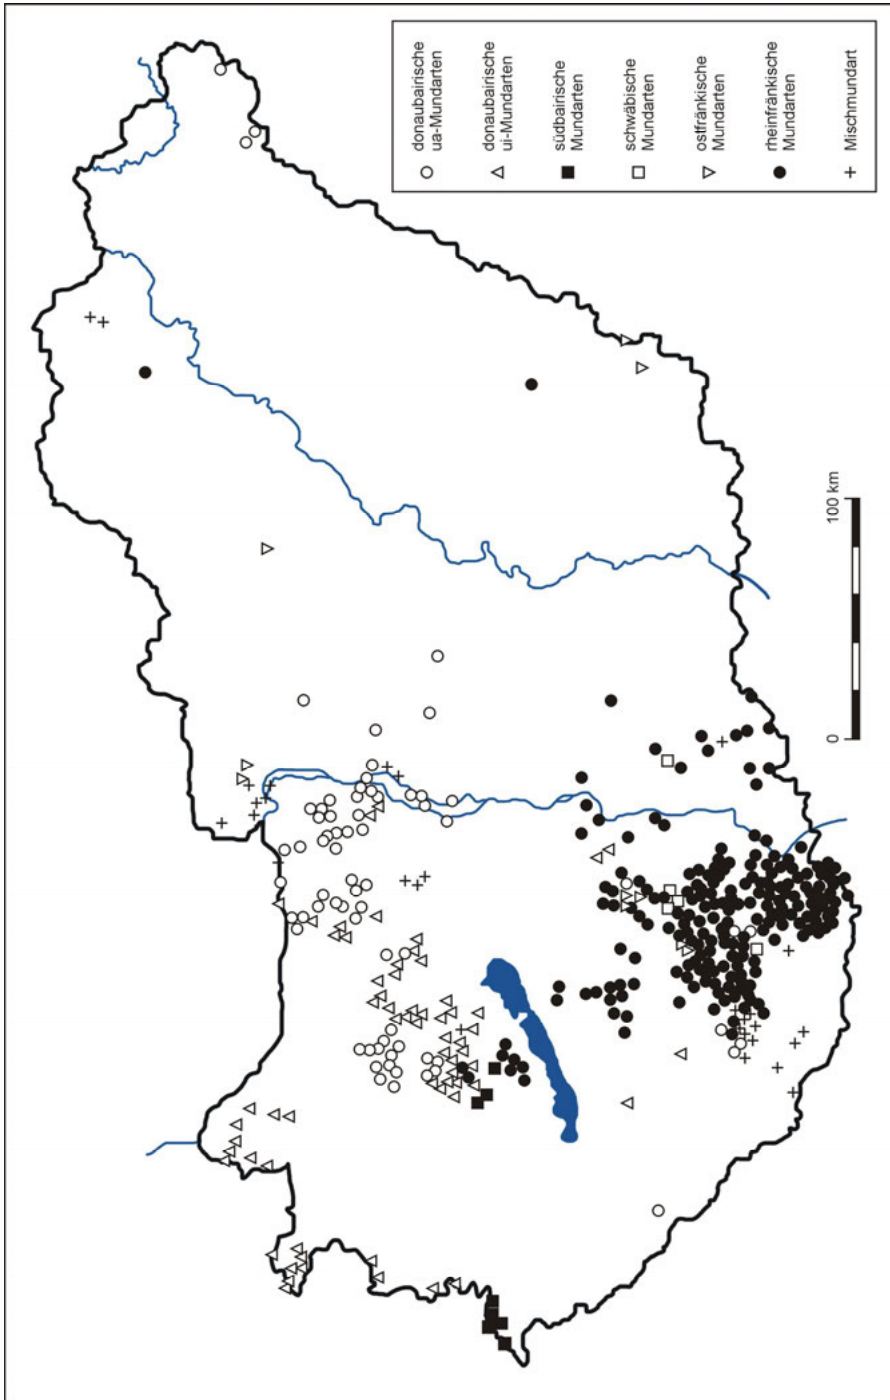 donaubairische
ua-Mundarten
donaubairische
ui-Mundarten
südbairische
Mundarten
schwäbische
Mundarten
ostfränkische
Mundarten
rheinfränkische
Mundarten
Mischmundart
0
100 km